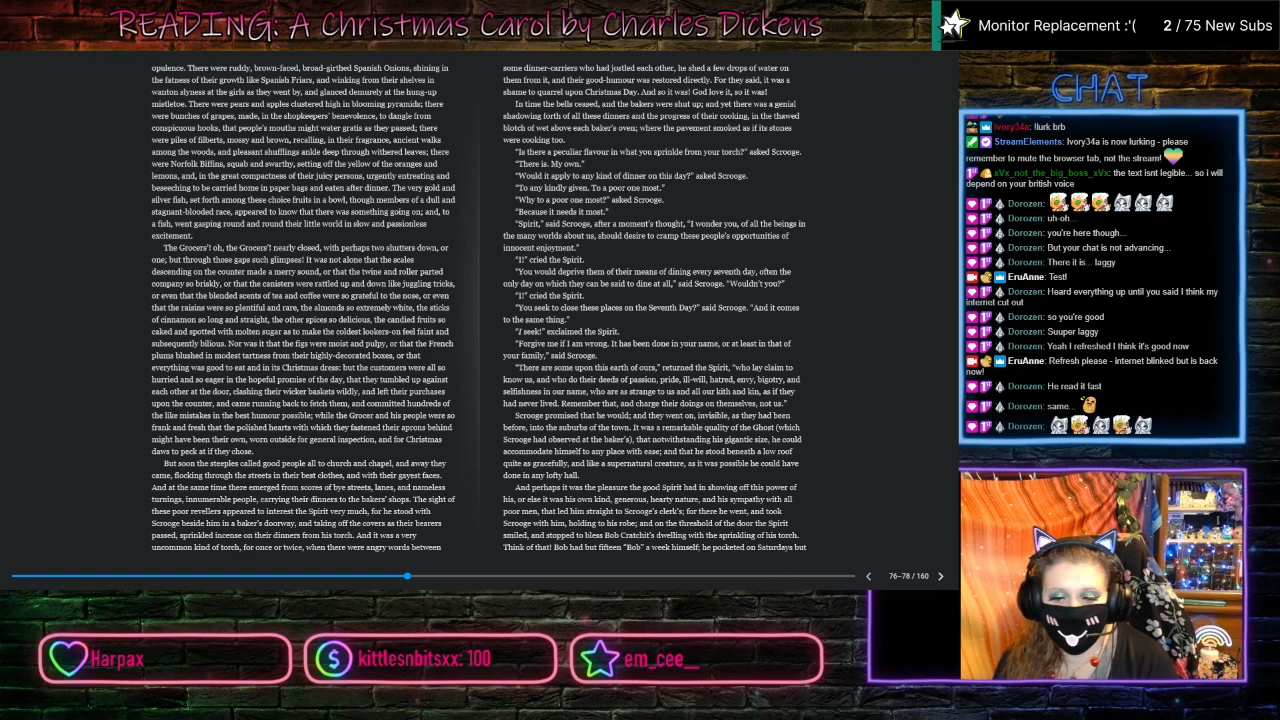 READING: A Christmas Carol by Charles Dickens
Monitor Replacement :'( 2 / 75 New Subs
opulence. There were ruddy, brown-faced, broad-girthed Spanish Onions, shining in
the fatness of their growth like Spanish Friars, and winking from their shelves in
wanton slyness at the girls as they went by, and glanced demurely at the hung-up
mistletoe. There were pears and apples clustered high in blooming pyramids; there
were bunches of grapes, made, in the shopkeepers' benevolence, to dangle from
conspicuous hooks, that people's mouths might water gratis as they passed; there
were piles of filberts, mossy and brown, recalling, in their fragrance, ancient walks
among the woods, and pleasant shufflings ankle deep through withered leaves; there
were Norfolk Biffins, squab and swarthy, setting off the yellow of the oranges and
lemons, and, in the great compactness of their juicy persons, urgently entreating and
beseeching to be carried home in paper bags and eaten after dinner. The very gold and
silver fish, set forth among these choice fruits in a bowl, though members of a dull and
stagnant-blooded race, appeared to know that there was something going on; and, to
a fish, went gasping round and round their little world in slow and passionless
excitement.
The Grocers'! oh, the Grocers'! nearly closed, with perhaps two shutters down, or
one; but through those gaps such glimpses! It was not alone that the scales
descending on the counter made a merry sound, or that the twine and roller parted
company so briskly, or that the canisters were rattled up and down like juggling tricks,
or even that the blended scents of tea and coffee were so grateful to the nose, or even
that the raisins were so plentiful and rare, the almonds so extremely white, the sticks
of cinnamon so long and straight, the other spices so delicious, the candied fruits so
caked and spotted with molten sugar as to make the coldest lookers-on feel faint and
subsequently bilious. Nor was it that the figs were moist and pulpy, or that the French
plums blushed in modest tartness from their highly-decorated boxes, or that
everything was good to eat and in its Christmas dress: but the customers were all so
hurried and so eager in the hopeful promise of the day, that they tumbled up against
each other at the door, clashing their wicker baskets wildly, and left their purchases
upon the counter, and came running back to fetch them, and committed hundreds of
the like mistakes in the best humour possible; while the Grocer and his people were so
frank and fresh that the polished hearts with which they fastened their aprons behind
might have been their own, worn outside for general inspection, and for Christmas
daws to peck at if they chose.
But soon the steeples called good people all to church and chapel, and away they
came, flocking through the streets in their best clothes, and with their gayest faces.
And at the same time there emerged from scores of bye streets, lanes, and nameless
turnings, innumerable people, carrying their dinners to the bakers' shops. The sight of
these poor revellers appeared to interest the Spirit very much, for he stood with
Scrooge beside him in a baker's doorway, and taking off the covers as their bearers
passed, sprinkled incense on their dinners from his torch. And it was a very
uncommon kind of torch, for once or twice, when there were angry words between
some dinner-carriers who had jostled each other, he shed a few drops of water on
them from it, and their good-humour was restored directly. For they said, it was a
shame to quarrel upon Christmas Day. And so it was! God love it, so it was!
In time the bells ceased, and the bakers were shut up; and yet there was a genial
shadowing forth of all these dinners and the progress of their cooking, in the thawed
blotch of wet above each baker's oven; where the pavement smoked as if its stones
were cooking too.
"Is there a peculiar flavour in what you sprinkle from your torch?" asked Scrooge.
"There is. My own."
"Would it apply to any kind of dinner on this day?" asked Scrooge.
"To any kindly given. To a poor one most."
"Why to a poor one most?" asked Scrooge.
"Because it needs it most."
"Spirit," said Scrooge, after a moment's thought, "I wonder you, of all the beings in
the many worlds about us, should desire to cramp these people's opportunities of
innocent enjoyment."
"I!" cried the Spirit.
"You would deprive them of their means of dining every seventh day, often the
only day on which they can be said to dine at all," said Scrooge. "Wouldn't you?"
"I!" cried the Spirit.
"You seek to close these places on the Seventh Day?" said Scrooge. "And it comes
to the same thing."
"I seek!" exclaimed the Spirit.
"Forgive me if I am wrong. It has been done in your name, or at least in that of
your family," said Scrooge.
"There are some upon this earth of ours," returned the Spirit, "who lay claim to
know us, and who do their deeds of passion, pride, ill-will, hatred, envy, bigotry, and
selfishness in our name, who are as strange to us and all our kith and kin, as if they
had never lived. Remember that, and charge their doings on themselves, not us."
Scrooge promised that he would; and they went on, invisible, as they had been
before, into the suburbs of the town. It was a remarkable quality of the Ghost (which
Scrooge had observed at the baker's), that notwithstanding his gigantic size, he could
accommodate himself to any place with ease; and that he stood beneath a low roof
quite as gracefully, and like a supernatural creature, as it was possible he could have
done in any lofty hall.
And perhaps it was the pleasure the good Spirit had in showing off this power of
his, or else it was his own kind, generous, hearty nature, and his sympathy with all
poor men, that led him straight to Scrooge's clerk's; for there he went, and took
Scrooge with him, holding to his robe; and on the threshold of the door the Spirit
smiled, and stopped to bless Bob Cratchit's dwelling with the sprinkling of his torch.
Think of that! Bob had but fifteen "Bob" a week himself; he pocketed on Saturdays but
76–78 / 160
CHAT
Ivory34a: !lurk brb
StreamElements: Ivory34a is now lurking - please
remember to mute the browser tab, not the stream!
xVx_not_the_big_boss_xVx: the text isnt legible... so i will
depend on your british voice
Dorozen:
Dorozen: uh-oh...
Dorozen: you're here though...
Dorozen: But your chat is not advancing...
Dorozen: There it is... laggy
EruAnne: Test!
Dorozen: Heard everything up until you said I think my
internet cut out
Dorozen: so you're good
Dorozen: Suuper laggy
Dorozen: Yeah I refreshed I think it's good now
EruAnne: Refresh please - internet blinked but is back
now!
Dorozen: He read it fast
Dorozen: same...
Dorozen:
Harpax
kittlesnbitsxx: 100
em_cee__